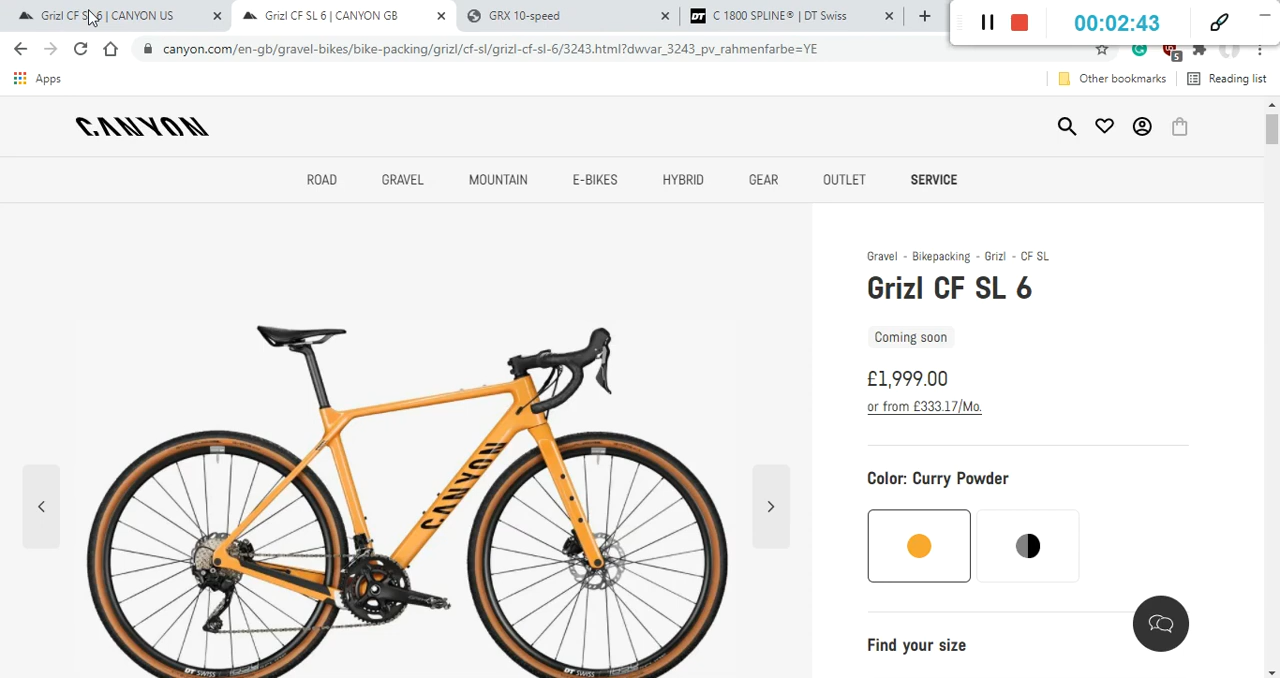 Grizl CF SL 6 | CANYON US
Grizl CF SL 6 | CANYON GB
GRX 10-speed
C 1800 SPLINE® | DT Swiss
00:02:43
canyon.com/en-gb/gravel-bikes/bike-packing/grizl/cf-sl/grizl-cf-sl-6/3243.html?dwvar_3243_pv_rahmenfarbe=YE
5
Apps
Other bookmarks
Reading list
CANYON
ROAD
GRAVEL
MOUNTAIN
E-BIKES
HYBRID
GEAR
OUTLET
SERVICE
Gravel - Bikepacking - Grizl - CF SL
Grizl CF SL 6
Coming soon
£1,999.00
or from £333.17/Mo.
Color: Curry Powder
Find your size
CANYON
DT SWISS
DT SWISS